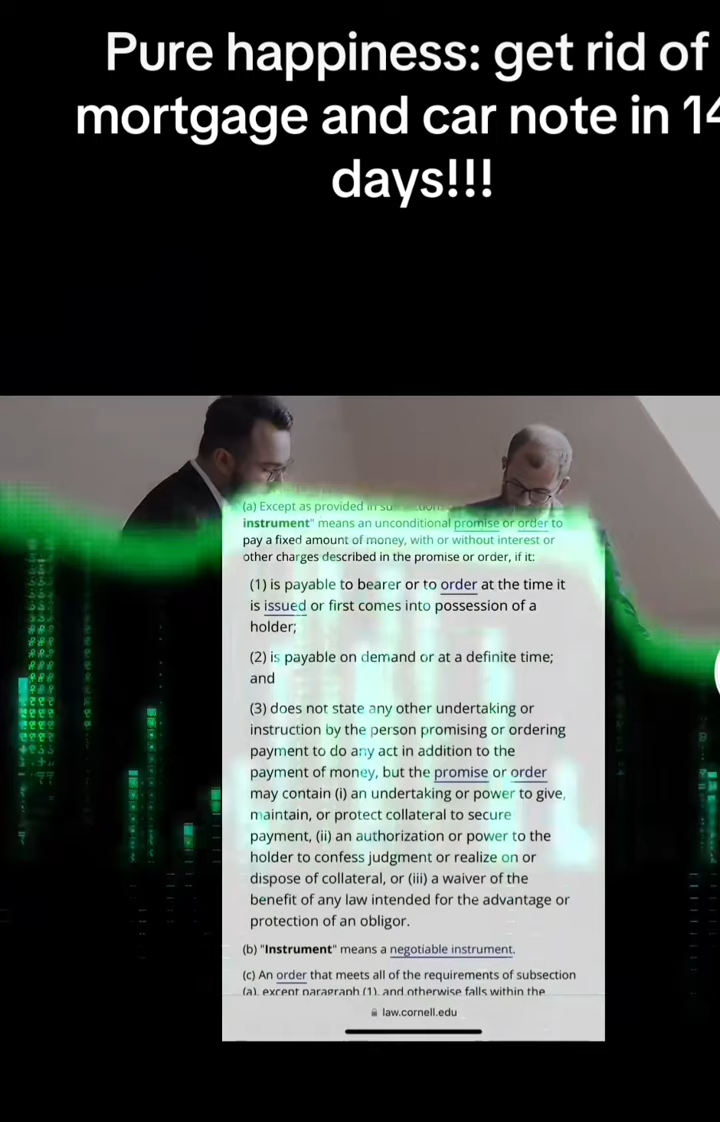 Pure happiness: get rid of
mortgage and car note in 14
days!!!
(a) Except as provided in
instrument" means an unconditional promise or order to
pay a fixed amount of money, with or without interest or
other charges described in the promise or order, if it:
(1) is payable to bearer or to order at the time it
is issued or first comes into possession of a
holder;
(2) is payable on demand or at a definite time;
and
(3) does not state any other undertaking or
instruction by the person promising or ordering
payment to do any act in addition to the
payment of money, but the promise or order
may contain (i) an undertaking or power to give,
maintain, or protect collateral to secure
payment, (ii) an authorization or power to the
holder to confess judgment or realize on or
dispose of collateral, or (iii) a waiver of the
benefit of any law intended for the advantage or
protection of an obligor.
(b) "Instrument" means a negotiable instrument.
(c) An order that meets all of the requirements of subsection
(a), except paragraph (1), and otherwise falls within the
law.cornell.edu